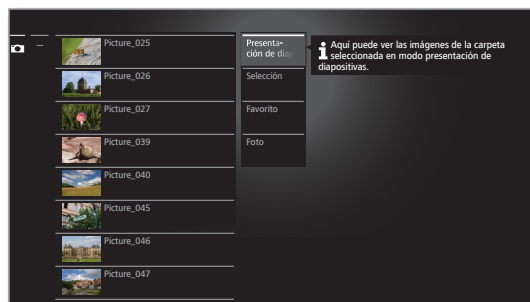 ...
Picture_025
Picture_026
Picture_027
Picture_039
Picture_040
Picture_045
Picture_046
Picture_047
Presenta-
ción de diap
Selección
Favorito
Foto
i Aquí puede ver las imágenes de la carpeta
seleccionada en modo presentación de
diapositivas.